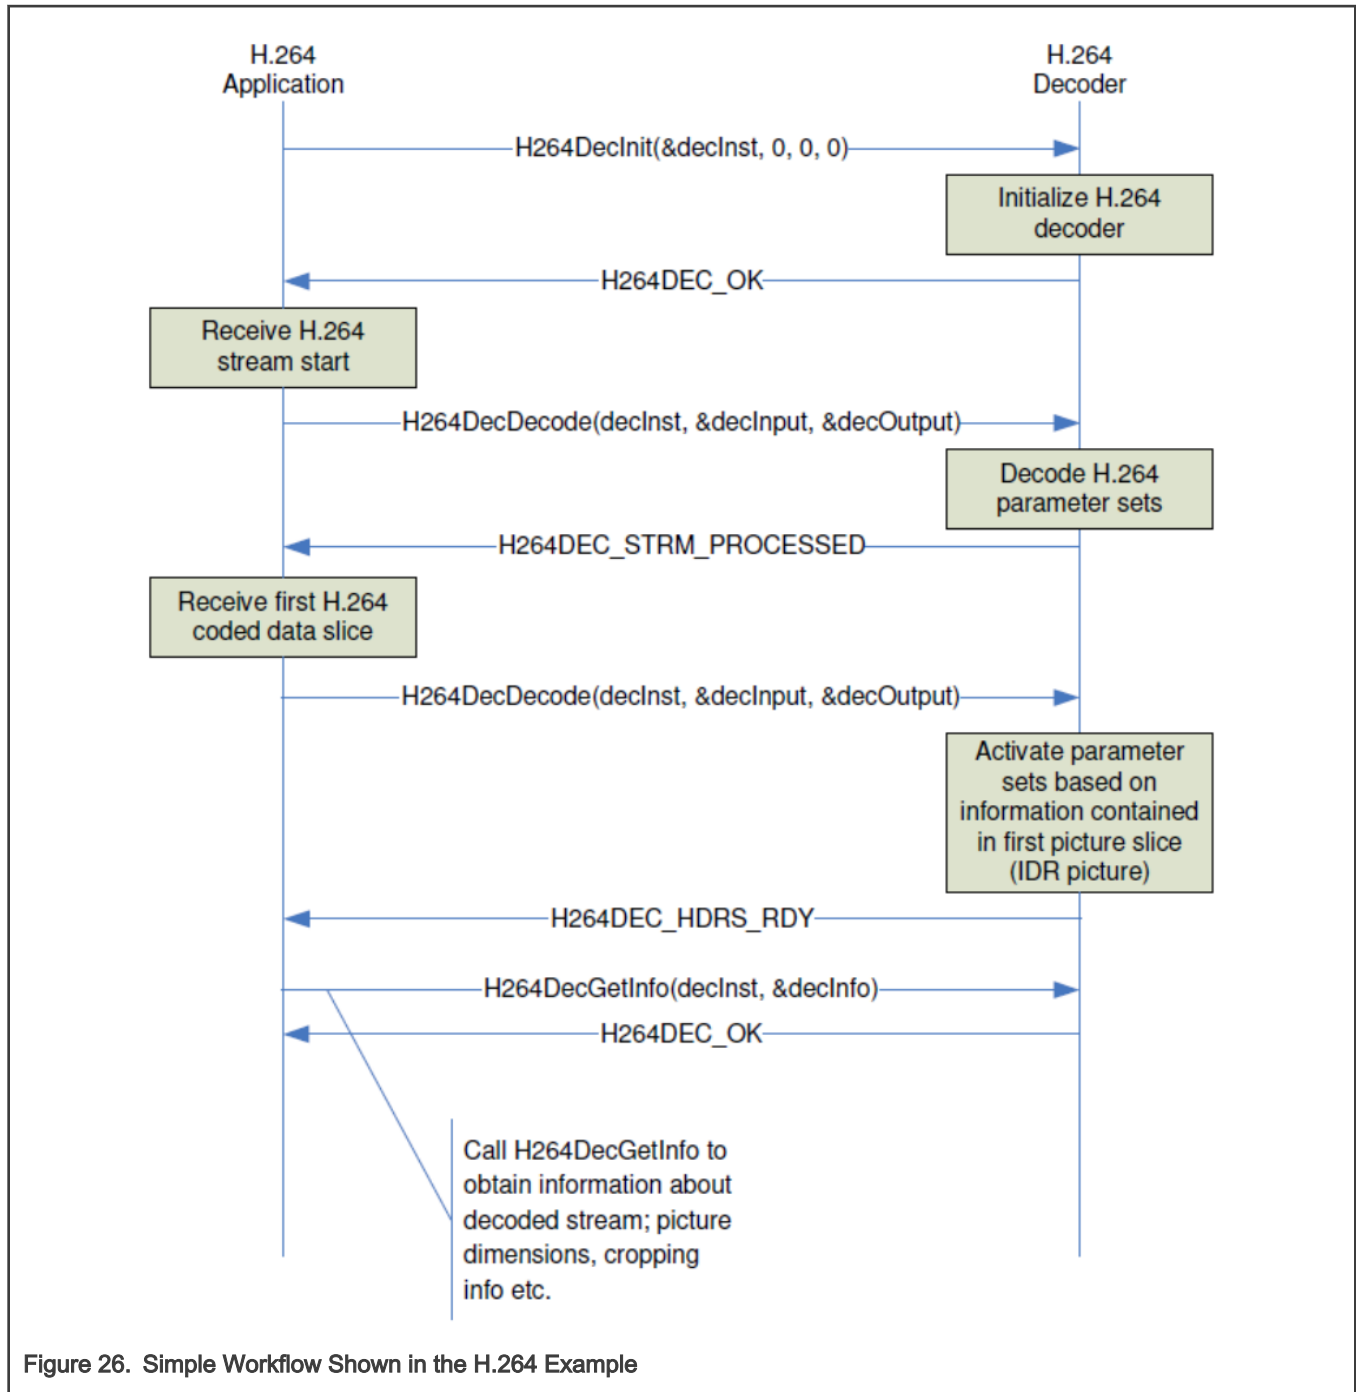 H.264
Application
H.264
Decoder
H264DecInit(&decInst, 0, 0, 0)
Initialize H.264
decoder
H264DEC_OK
Receive H.264
stream start
H264DecDecode(decInst, &decInput, &decOutput)
Decode H.264
parameter sets
H264DEC_STRM_PROCESSED
Receive first H.264
coded data slice
H264DecDecode(decInst, &decInput, &decOutput)
Activate parameter
sets based on
information contained
in first picture slice
(IDR picture)
H264DEC_HDRS_RDY
H264DecGetInfo(decInst, &decInfo)
H264DEC_OK
Call H264DecGetInfo to
obtain information about
decoded stream; picture
dimensions, cropping
info etc.
Figure 26. Simple Workflow Shown in the H.264 Example